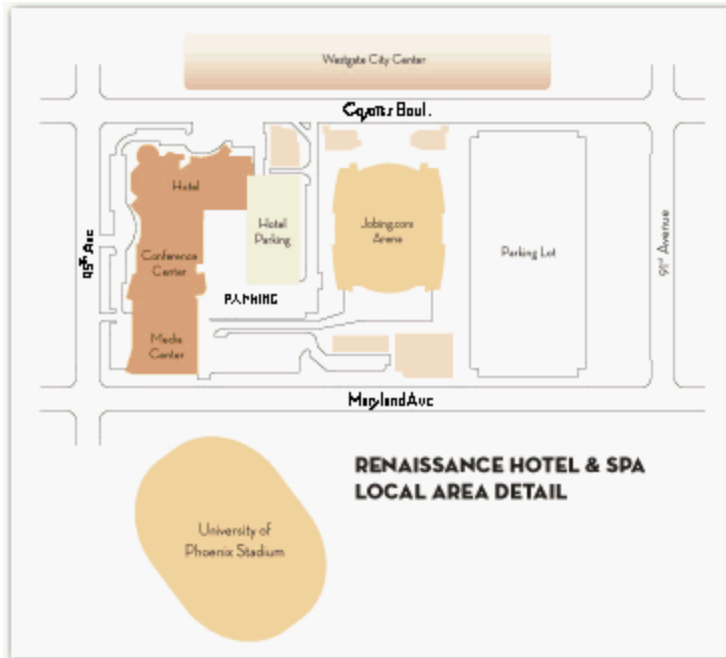 Westgate City Center
Boul.
Hotel
Hotel
Parking
Jobing.com
Arena
Parking Lot
91st Avenue
95th Ave
Conference
Center
PARKING
Media
Center
Maryland Ave
RENAISSANCE HOTEL & SPA
LOCAL AREA DETAIL
University of
Phoenix Stadium